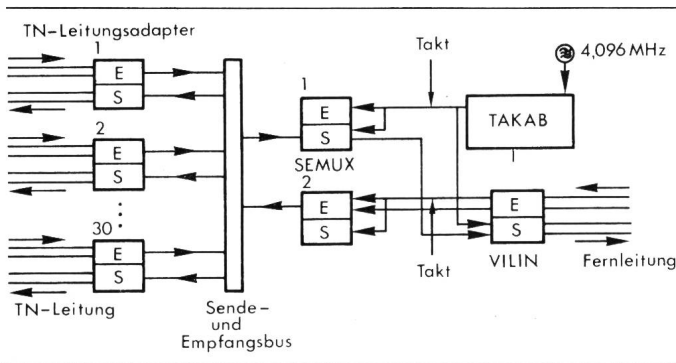 TN-Leitungsadapter
1
E
S
2
E
S
30
E
S
TN-Leitung
Sende-
und
Empfangsbus
1
E
S
SEMUX
2
E
S
Takt
Takt
4,096 MHz
TAKAB
E
S
VILIN
Fernleitung